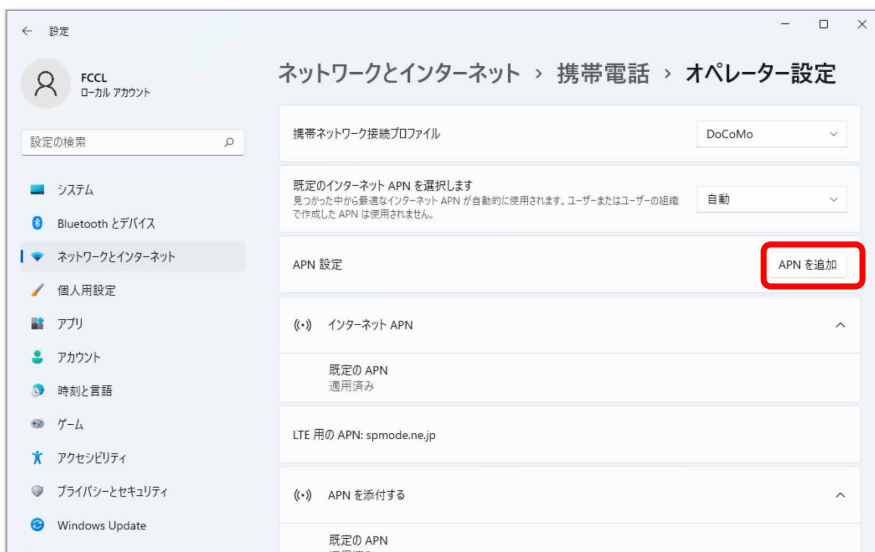 設定
FCCL
ローカル アカウント
設定の検索
システム
Bluetooth とデバイス
ネットワークとインターネット
個人用設定
アプリ
アカウント
時刻と言語
ゲーム
アクセシビリティ
プライバシーとセキュリティ
Windows Update
ネットワークとインターネット › 携帯電話 › オペレーター設定
携帯ネットワーク接続プロファイル
DoCoMo
既定のインターネット APN を選択します
見つかった中から最適なインターネット APN が自動的に使用されます。ユーザーまたはユーザーの組織
で作成した APN は使用されません。
自動
APN 設定
APN を追加
インターネット APN
既定の APN
適用済み
LTE 用の APN: spmode.ne.jp
APN を添付する
既定の APN